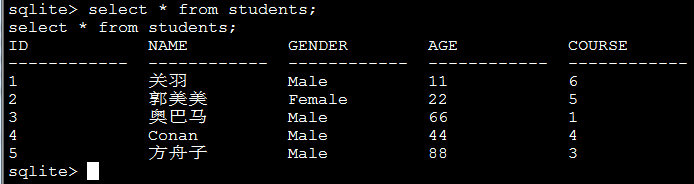 sqlite> select * from students;
select * from students;
ID NAME GENDER AGE COURSE
------------ ------------ ------------ ------------ ------------
1 关羽 Male 11 6
2 郭美美 Female 22 5
3 奥巴马 Male 66 1
4 Conan Male 44 4
5 方舟子 Male 88 3
sqlite>